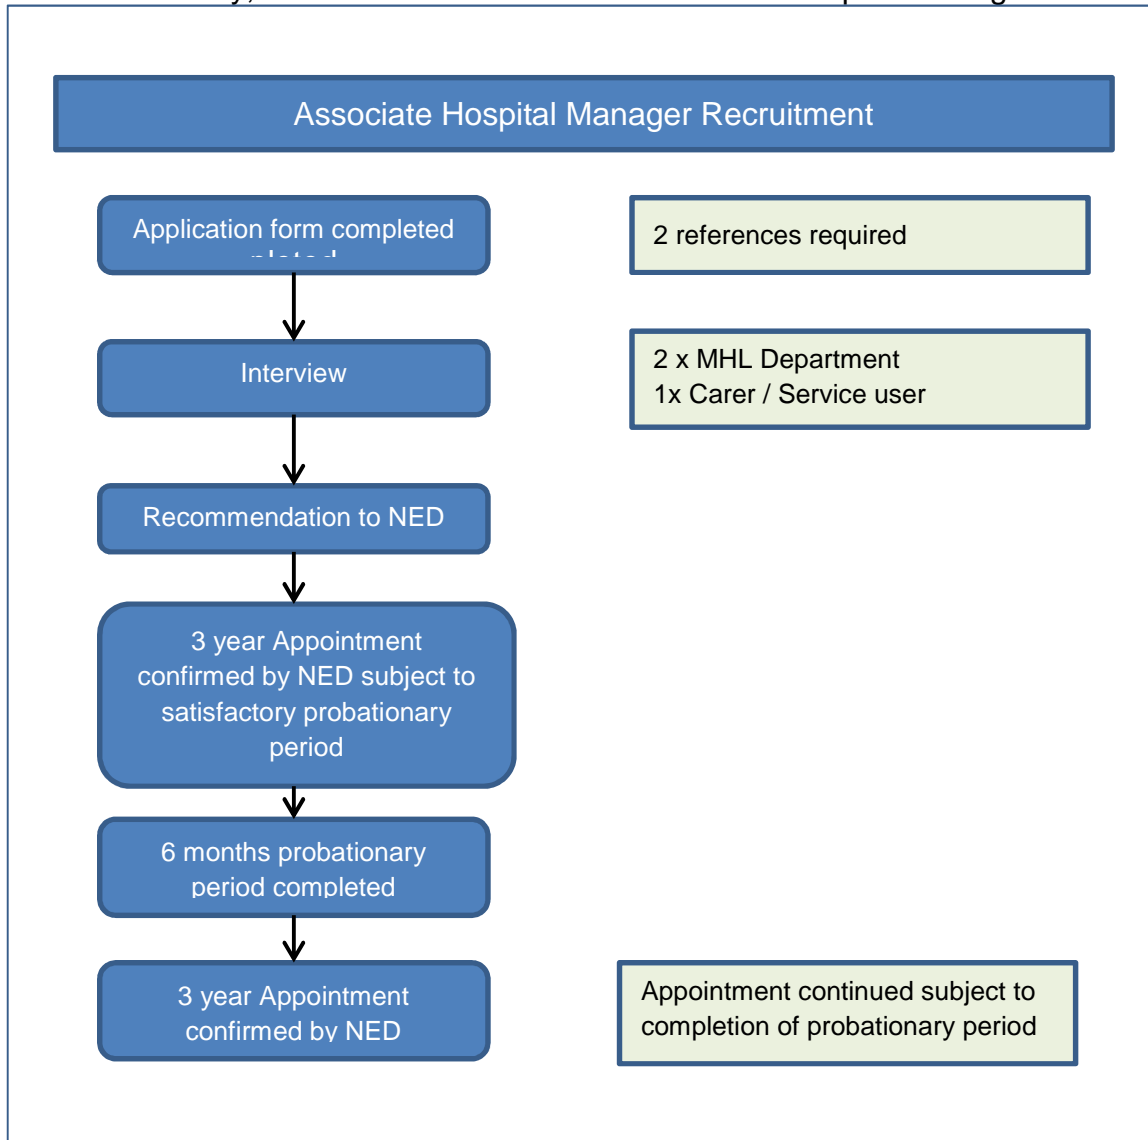 Associate Hospital Manager Recruitment
Application form completed
2 references required
Interview
2 x MHL Department
1x Carer / Service user
Recommendation to NED
3 year Appointment
confirmed by NED subject to
satisfactory probationary
period
6 months probationary
period completed
3 year Appointment
confirmed by NED
Appointment continued subject to
completion of probationary period